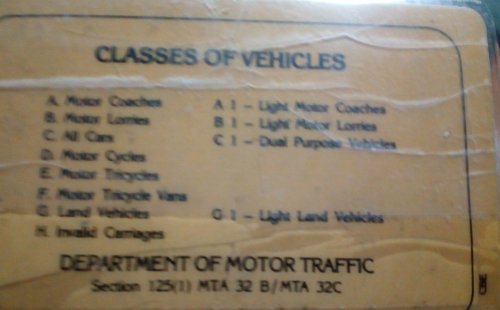 CLASSES OF VEHICLES
A. Motor Coaches A 1 - Light Motor Coaches
B. Motor Lorries B 1 - Light Motor Lorries
C. All Cars C 1 - Dual Purpose Vehicles
D. Motor Cycles
E. Motor Tricycles
F. Motor Tricycle Vans
G. Land Vehicles G 1 - Light Land Vehicles
H. Invalid Carriages
DEPARTMENT OF MOTOR TRAFFIC
Section 125(1) MTA 32 B/MTA 32C